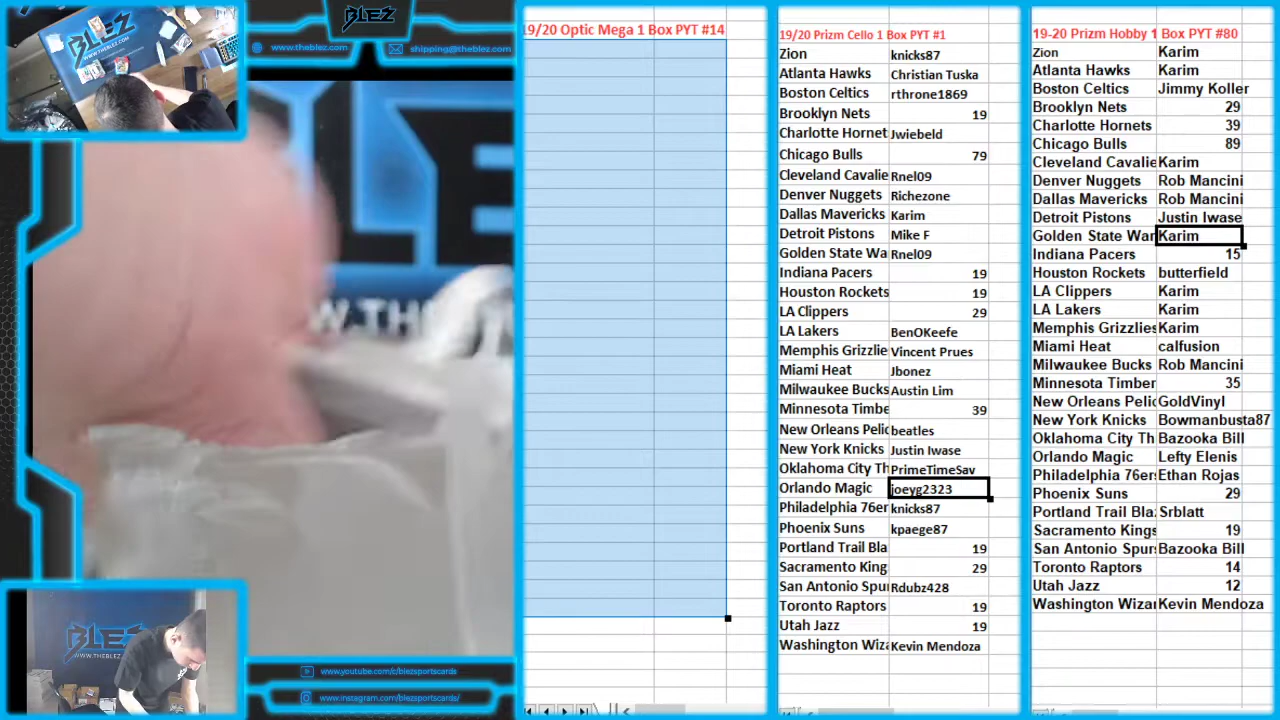 BLEZ
www.theblez.com
shipping@theblez.com
BLEZ
WWW.THEBLEZ.COM
BLEZ
WWW.THEBLEZ.COM
www.youtube.com/c/blezsportscards
www.instagram.com/blezsportscards/
19/20 Optic Mega 1 Box PYT #14
19/20 Prizm Cello 1 Box PYT #1
Zion knicks87
Atlanta Hawks Christian Tuska
Boston Celtics rthrone1869
Brooklyn Nets 19
Charlotte Hornet Jwiebeld
Chicago Bulls 79
Cleveland Cavalie Rnel09
Denver Nuggets Richezone
Dallas Mavericks Karim
Detroit Pistons Mike F
Golden State Wa Rnel09
Indiana Pacers 19
Houston Rockets 19
LA Clippers 29
LA Lakers BenOKeefe
Memphis Grizzlie Vincent Prues
Miami Heat Jbonez
Milwaukee Bucks Austin Lim
Minnesota Timbe 39
New Orleans Pelic beatles
New York Knicks Justin Iwase
Oklahoma City Th PrimeTimeSav
Orlando Magic joeyg2323
Philadelphia 76er knicks87
Phoenix Suns kpaege87
Portland Trail Bla 19
Sacramento King 29
San Antonio Spu Rdubz428
Toronto Raptors 19
Utah Jazz 19
Washington Wiza Kevin Mendoza
19-20 Prizm Hobby 1 Box PYT #80
Zion Karim
Atlanta Hawks Karim
Boston Celtics Jimmy Koller
Brooklyn Nets 29
Charlotte Hornets 39
Chicago Bulls 89
Cleveland Cavalie Karim
Denver Nuggets Rob Mancini
Dallas Mavericks Rob Mancini
Detroit Pistons Justin Iwase
Golden State War Karim
Indiana Pacers 15
Houston Rockets butterfield
LA Clippers Karim
LA Lakers Karim
Memphis Grizzlies Karim
Miami Heat calfusion
Milwaukee Bucks Rob Mancini
Minnesota Timber 35
New Orleans Pelic GoldVinyl
New York Knicks Bowmanbusta87
Oklahoma City Th Bazooka Bill
Orlando Magic Lefty Elenis
Philadelphia 76ers Ethan Rojas
Phoenix Suns 29
Portland Trail Bla Srblatt
Sacramento Kings 19
San Antonio Spurs Bazooka Bill
Toronto Raptors 14
Utah Jazz 12
Washington Wizar Kevin Mendoza